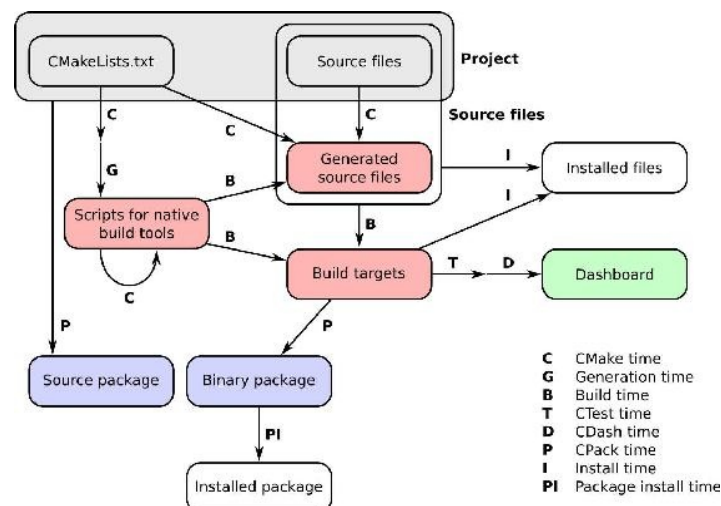 CMakeLists.txt
Source files
Project
C
C
C
Source files
G
B
Generated
source files
I
Installed files
I
Scripts for native
build tools
B
B
C
Build targets
T
D
Dashboard
P
P
Source package
Binary package
PI
Installed package
C CMake time
G Generation time
B Build time
T CTest time
D CDash time
P CPack time
I Install time
PI Package install time